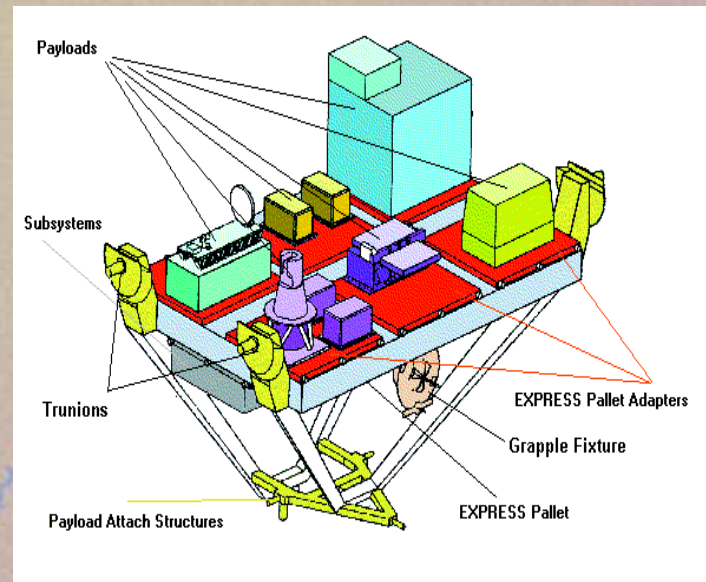 Payloads
Subsystems
Trunions
EXPRESS Pallet Adapters
Grapple Fixture
EXPRESS Pallet
Payload Attach Structures